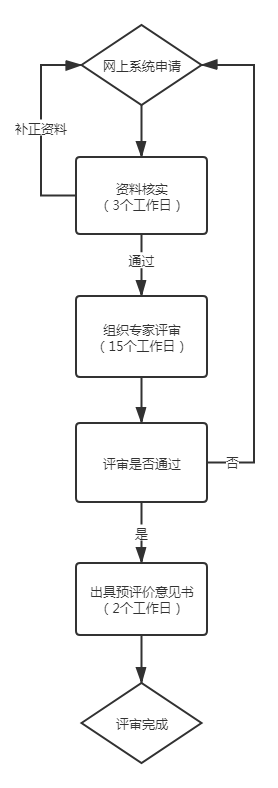 网上系统申请
补正资料
资料核实
（3个工作日）
通过
组织专家评审
（15个工作日）
评审是否通过
否
是
出具预评价意见书
（2个工作日）
评审完成